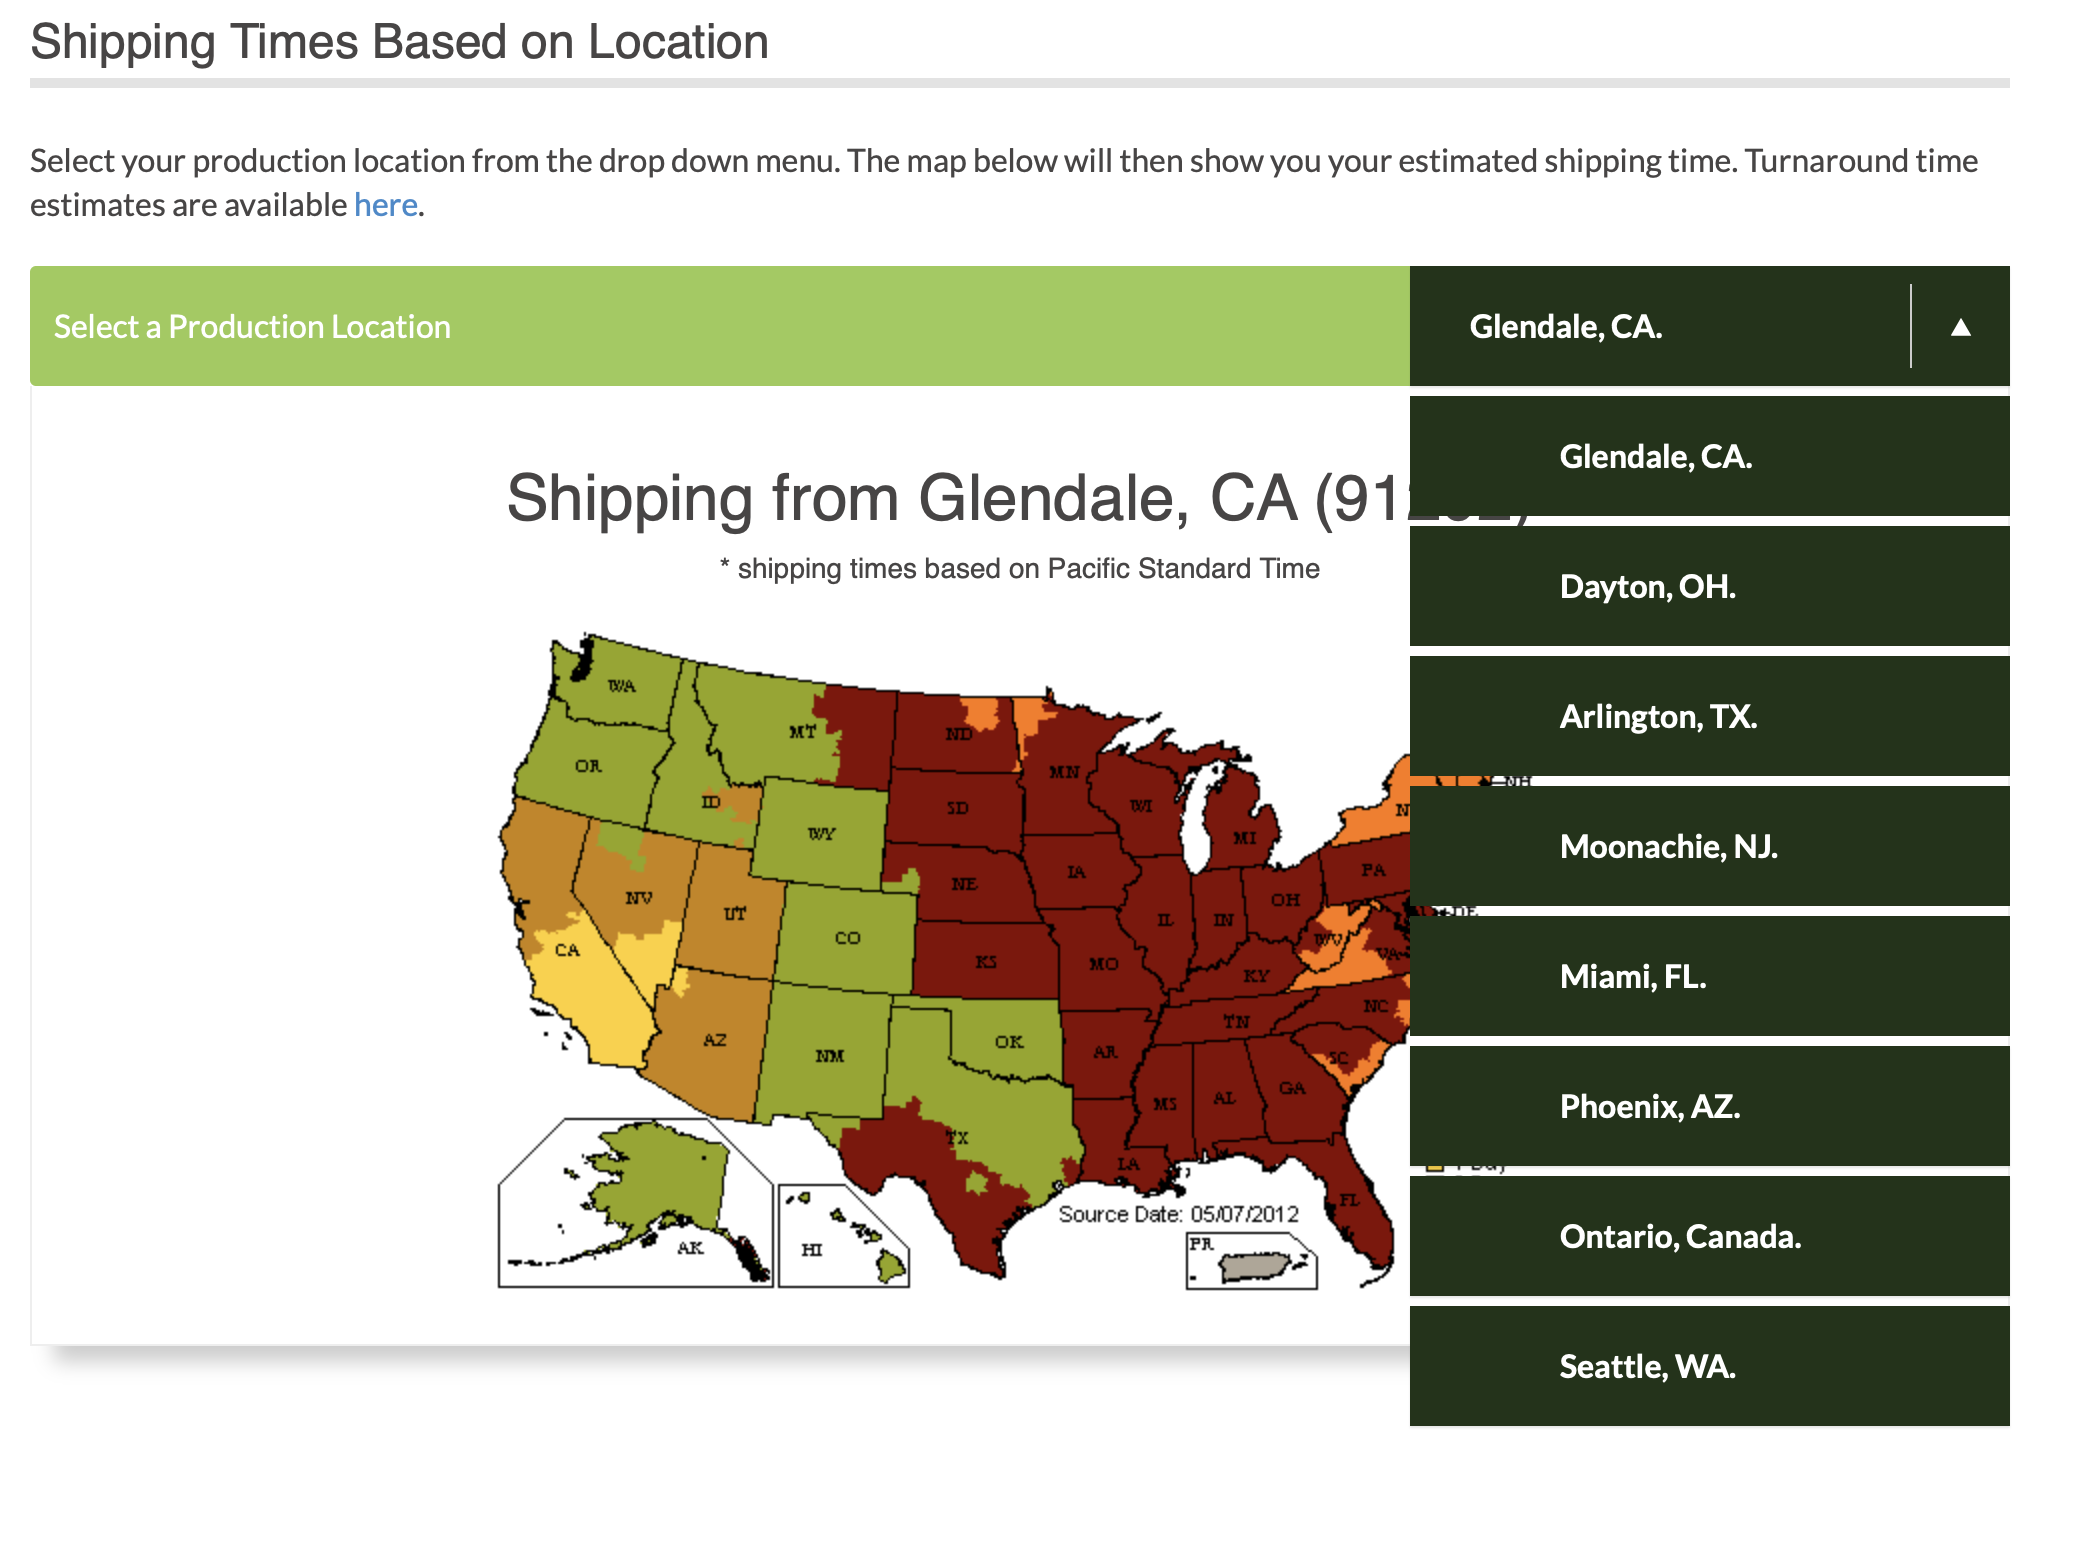 Shipping Times Based on Location
Select your production location from the drop down menu. The map below will then show you your estimated shipping time. Turnaround time
estimates are available here.
Select a Production Location
Glendale, CA.
Glendale, CA.
Dayton, OH.
Arlington, TX.
Moonachie, NJ.
Miami, FL.
Phoenix, AZ.
Ontario, Canada.
Seattle, WA.
Shipping from Glendale, CA
* shipping times based on Pacific Standard Time
WA
MT
ND
OR
MN
ID
SD
WI
NH
WY
MI
NV
NE
IA
PA
UT
OH
IL
IN
DE
CA
CO
WV
KS
MO
VA
KY
NC
AZ
NM
OK
TN
AR
SC
MS
AL
GA
TX
LA
FL
Source Date: 05/07/2012
AK
HI
PR